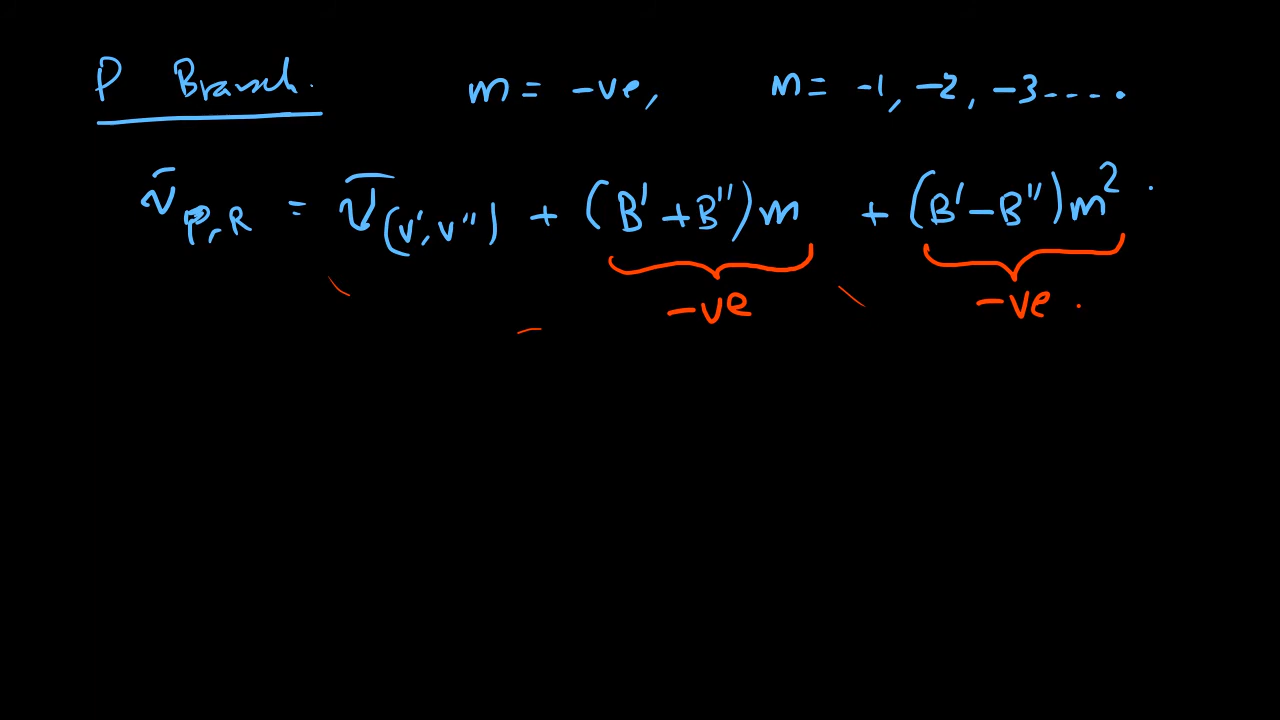 P Branch. m = -ve, m = -1, -2, -3.....
ν̄_{P,R} = ν̄_{(v', v'')} + (B' + B'')m + (B' - B'')m².
-ve -ve.